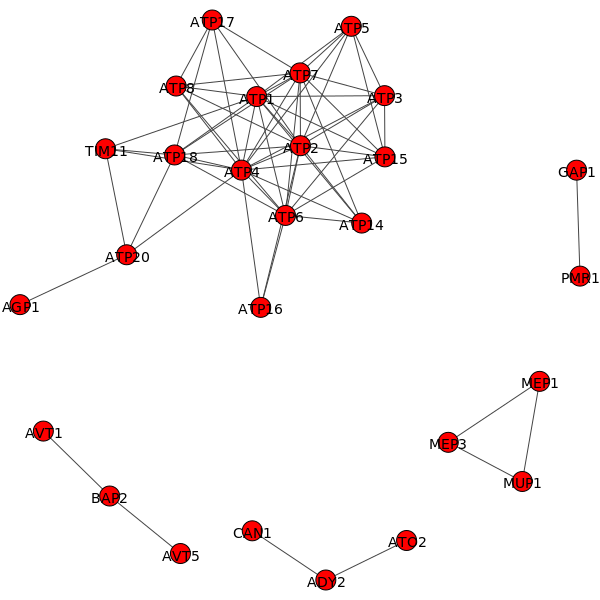 ATP17
ATP5
ATP7
ATP8
ATP1
ATP3
TIM11
ATP18
ATP2
ATP15
ATP4
GAP1
ATP6
ATP14
ATP20
PMR1
AGP1
ATP16
MEP1
AVT1
MEP3
MUP1
BAP2
CAN1
ATO2
AVT5
ADY2